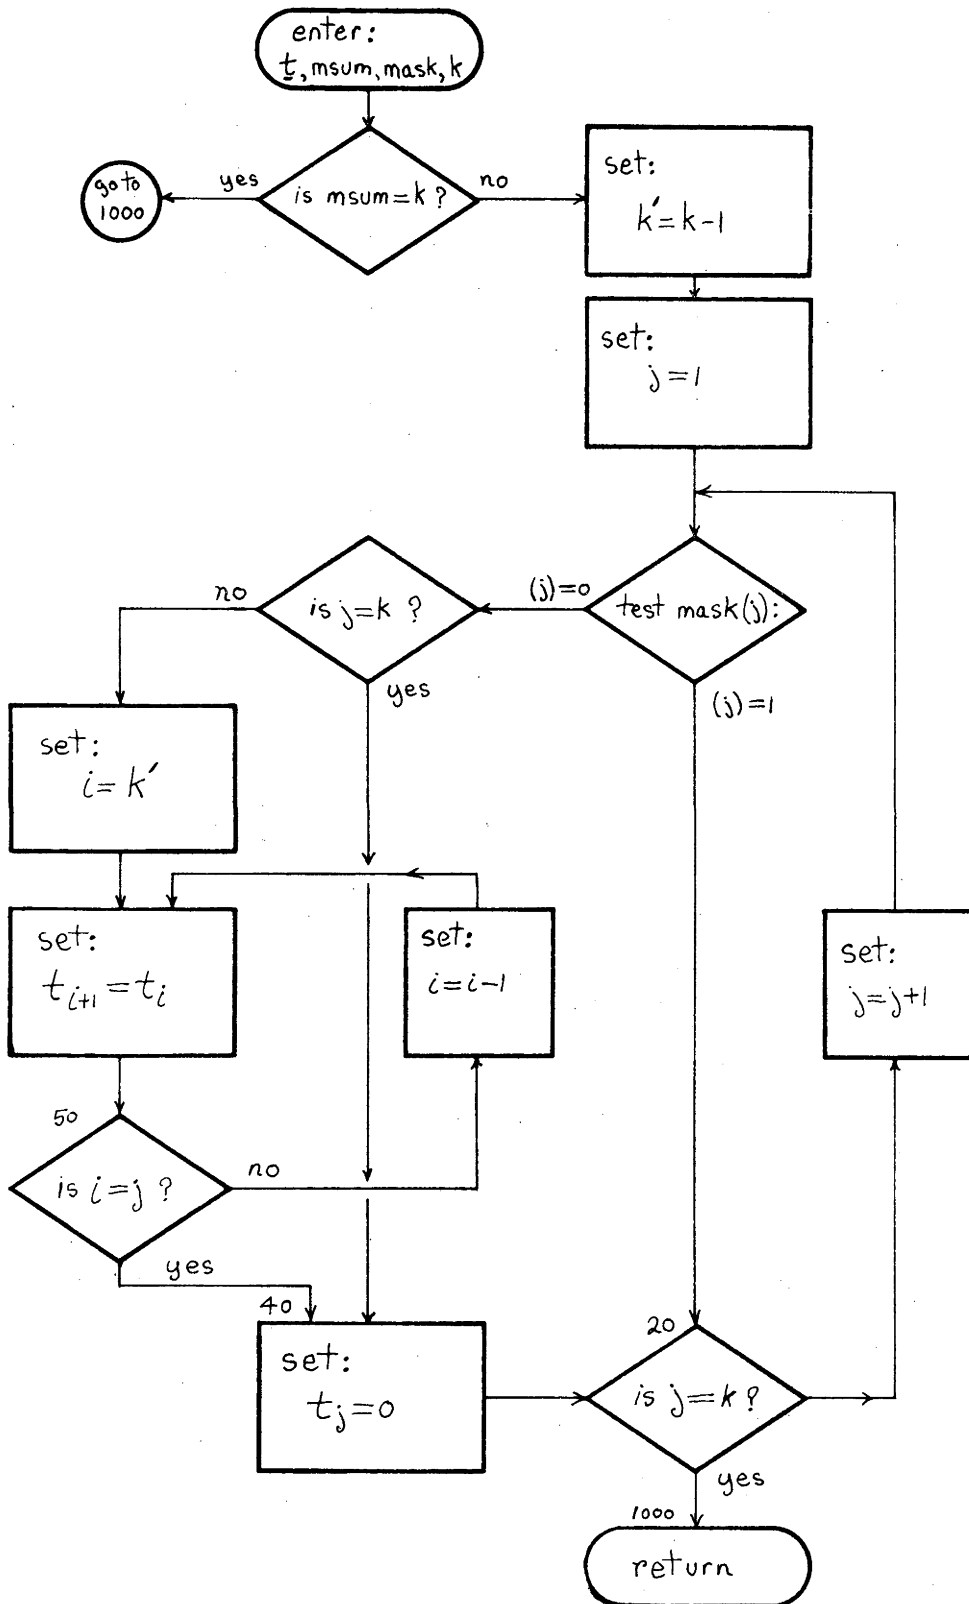 enter:
t, msum, mask, k
is msum=k ?
yes
no
go to
1000
set:
k′=k-1
set:
j=1
test mask(j):
(j)=0
(j)=1
is j=k ?
no
yes
set:
i=k′
set:
t_{i+1}=t_i
set:
i=i-1
set:
j=j+1
50
is i=j ?
no
yes
40
set:
t_j=0
20
is j=k ?
yes
1000
return